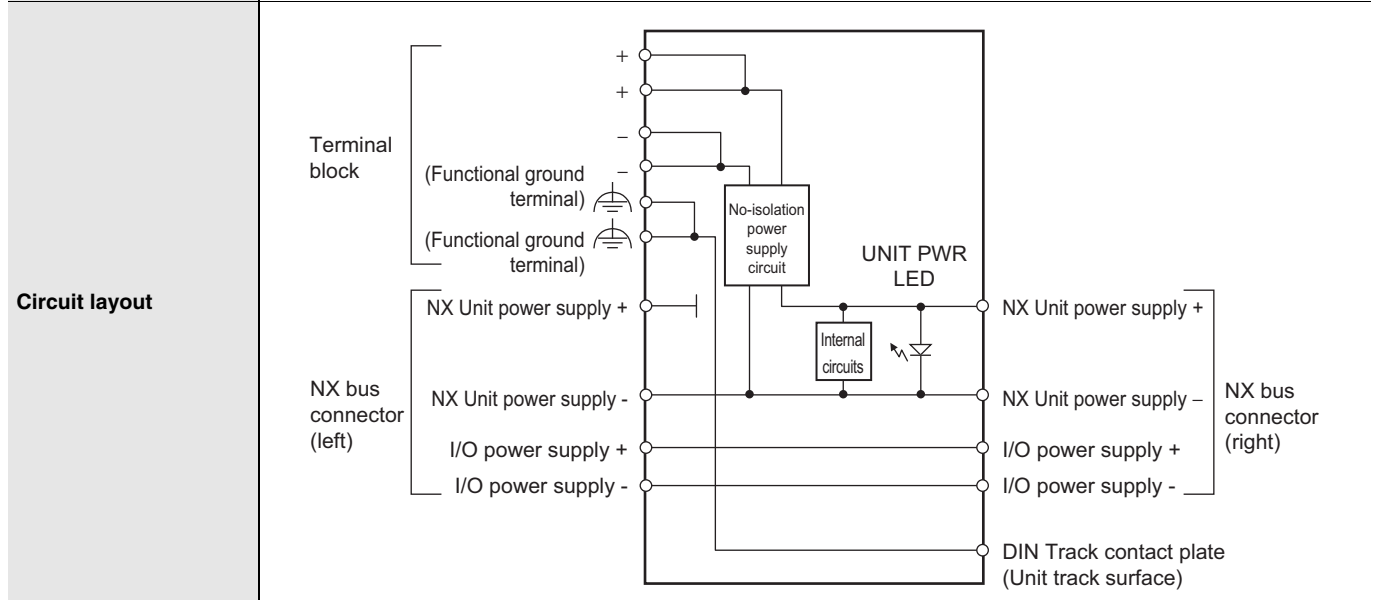 Circuit layout
Terminal
block
+
+
−
−
(Functional ground
terminal)
(Functional ground
terminal)
No-isolation
power
supply
circuit
UNIT PWR
LED
Internal
circuits
NX bus
connector
(left)
NX Unit power supply +
NX Unit power supply -
I/O power supply +
I/O power supply -
NX Unit power supply +
NX Unit power supply −
I/O power supply +
I/O power supply -
NX bus
connector
(right)
DIN Track contact plate
(Unit track surface)